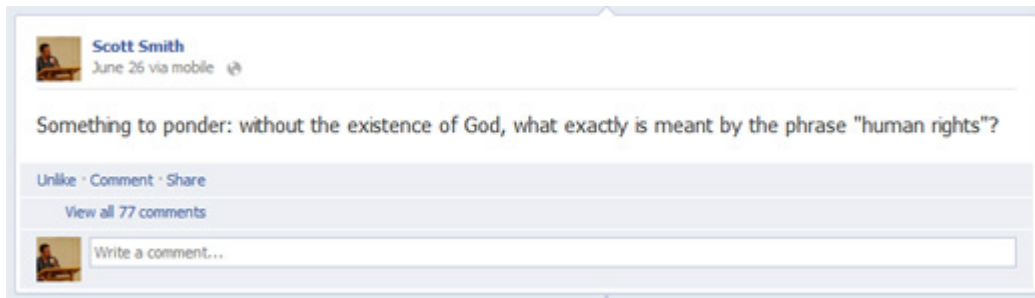 Scott Smith
June 26 via mobile
Something to ponder: without the existence of God, what exactly is meant by the phrase "human rights"?
Unlike · Comment · Share
View all 77 comments
Write a comment...